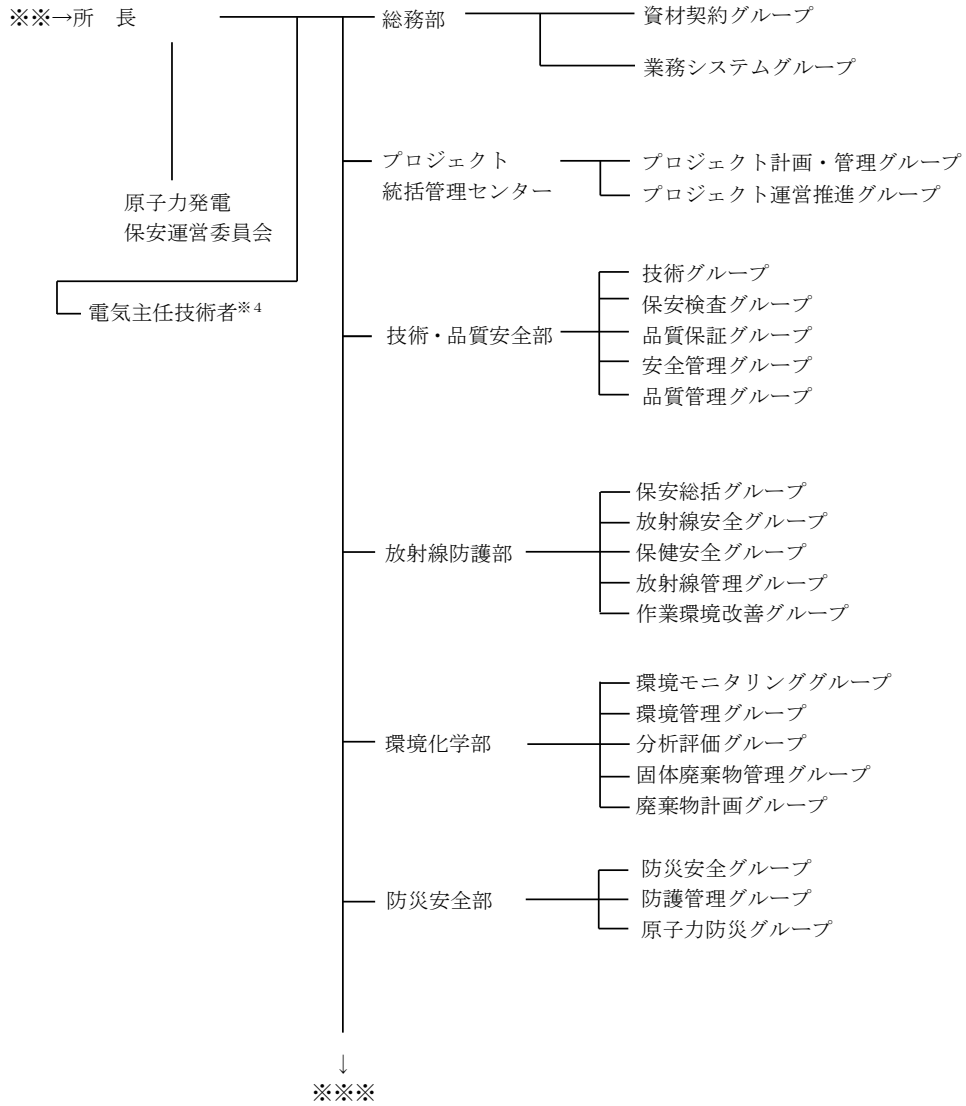 ※※→所　長
総務部
資材契約グループ
業務システムグループ
原子力発電
保安運営委員会
電気主任技術者※4
プロジェクト
統括管理センター
プロジェクト計画・管理グループ
プロジェクト運営推進グループ
技術・品質安全部
技術グループ
保安検査グループ
品質保証グループ
安全管理グループ
品質管理グループ
放射線防護部
保安総括グループ
放射線安全グループ
保健安全グループ
放射線管理グループ
作業環境改善グループ
環境化学部
環境モニタリンググループ
環境管理グループ
分析評価グループ
固体廃棄物管理グループ
廃棄物計画グループ
防災安全部
防災安全グループ
防護管理グループ
原子力防災グループ
↓
※※※